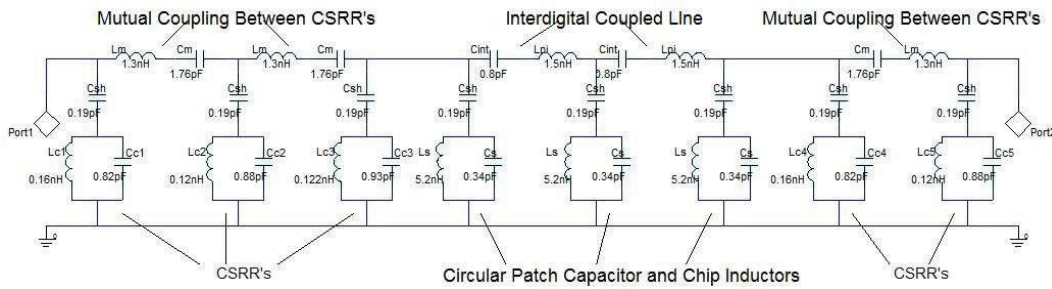 Mutual Coupling Between CSRR's
Interdigital Coupled LIne
Mutual Coupling Between CSRR's
Lm
1.3nH
Cm
1.76pF
Lm
1.3nH
Cm
1.76pF
Cint
0.8pF
Lpi
1.5nH
Cint
0.8pF
Lpi
1.5nH
Cm
1.76pF
Lm
1.3nH
Port1
Port2
Csh
0.19pF
Csh
0.19pF
Csh
0.19pF
Csh
0.19pF
Csh
0.19pF
Csh
0.19pF
Csh
0.19pF
Lc1
0.16nH
Cc1
0.82pF
Lc2
0.12nH
Cc2
0.88pF
Lc3
0.122nH
Cc3
0.93pF
Ls
5.2nH
Cs
0.34pF
Ls
5.2nH
Cs
0.34pF
Ls
5.2nH
Cs
0.34pF
Lc4
0.16nH
Cc4
0.82pF
Lc5
0.12nH
Cc5
0.88pF
0
0
CSRR's
Circular Patch Capacitor and Chip Inductors
CSRR's